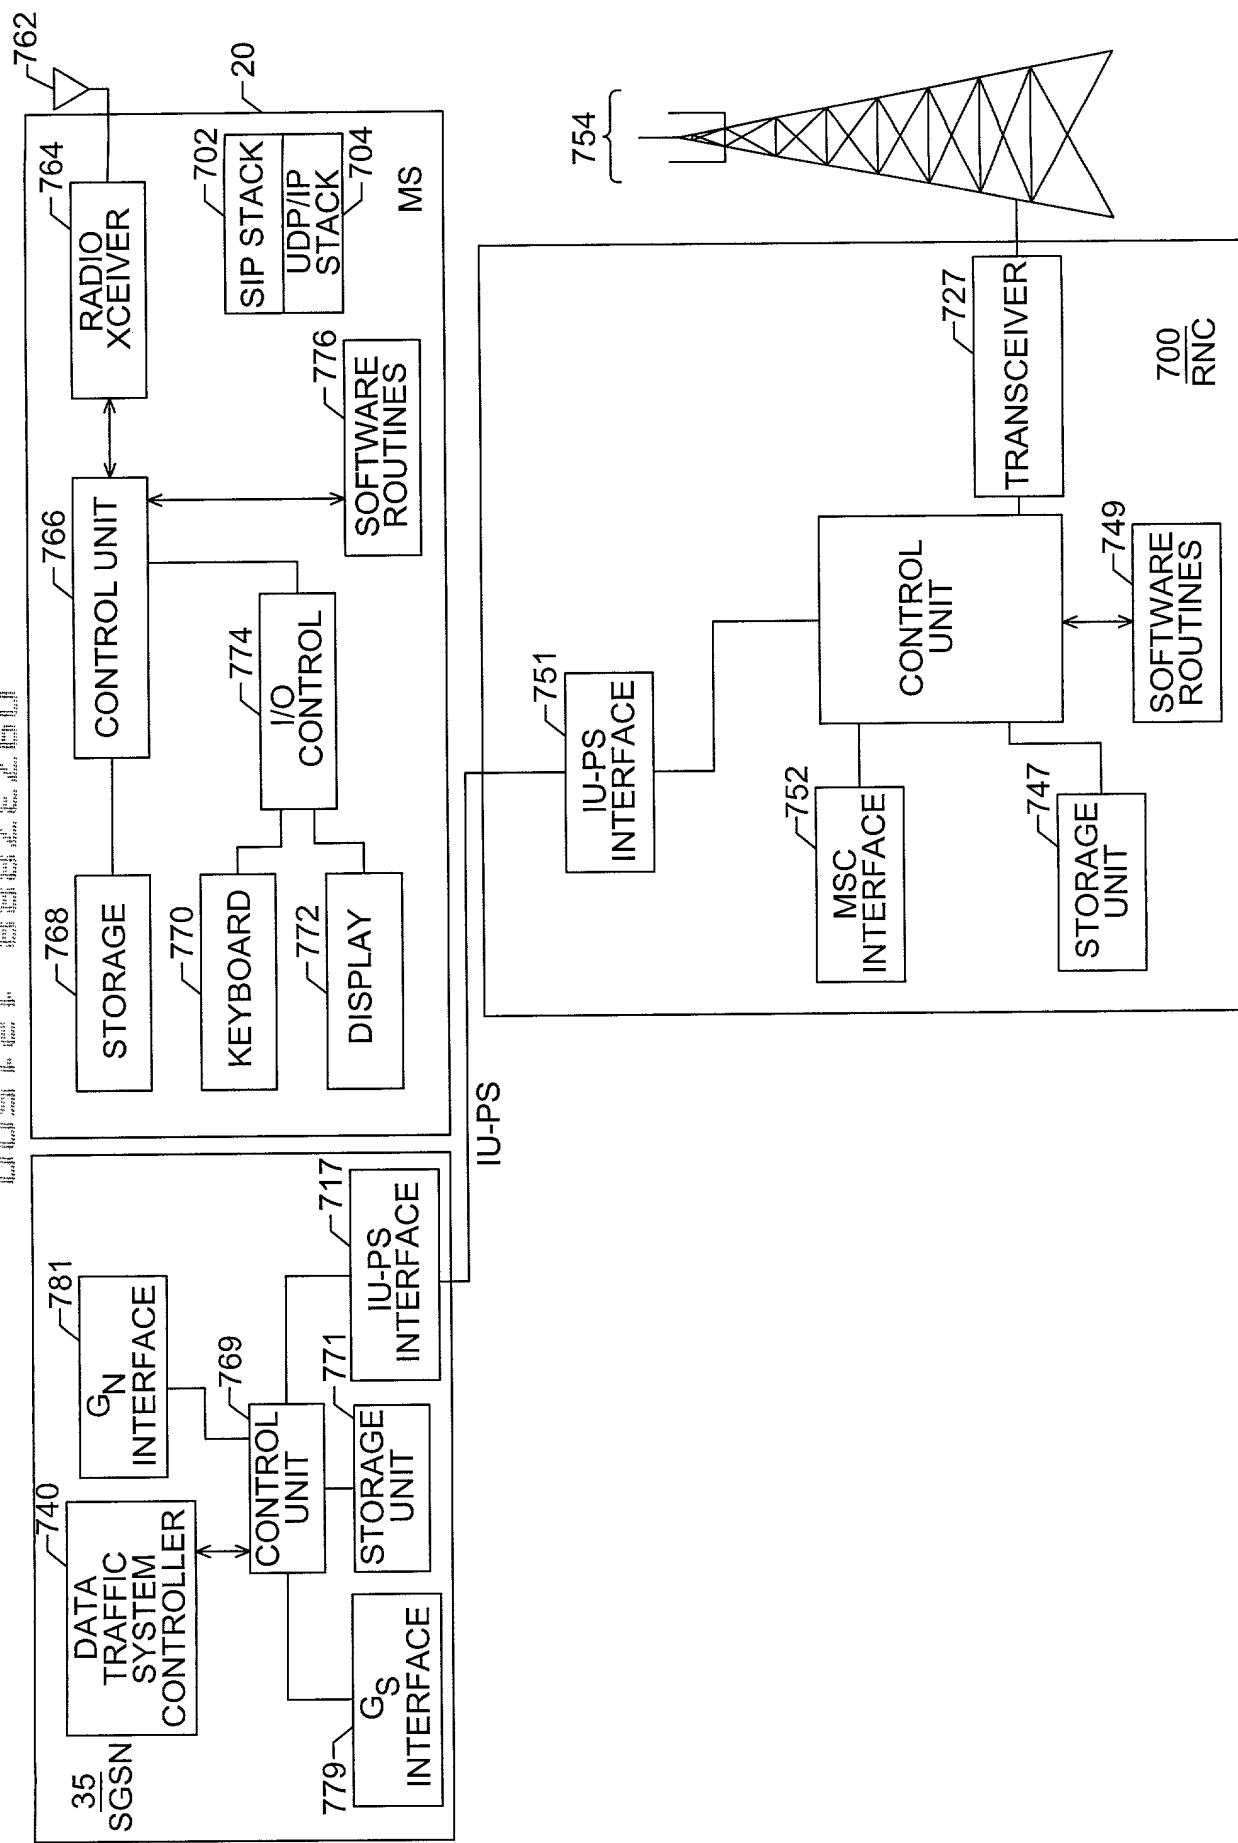 35
SGSN
740
DATA
TRAFFIC
SYSTEM
CONTROLLER
781
GN
INTERFACE
769
CONTROL
UNIT
779
GS
INTERFACE
771
STORAGE
UNIT
717
IU-PS
INTERFACE
IU-PS
762
20
764
RADIO
XCEIVER
766
CONTROL UNIT
768
STORAGE
770
KEYBOARD
772
DISPLAY
774
I/O
CONTROL
776
SOFTWARE
ROUTINES
702
SIP STACK
UDP/IP
STACK
704
MS
754
751
IU-PS
INTERFACE
752
MSC
INTERFACE
747
STORAGE
UNIT
CONTROL
UNIT
727
TRANSCEIVER
749
SOFTWARE
ROUTINES
700
RNC